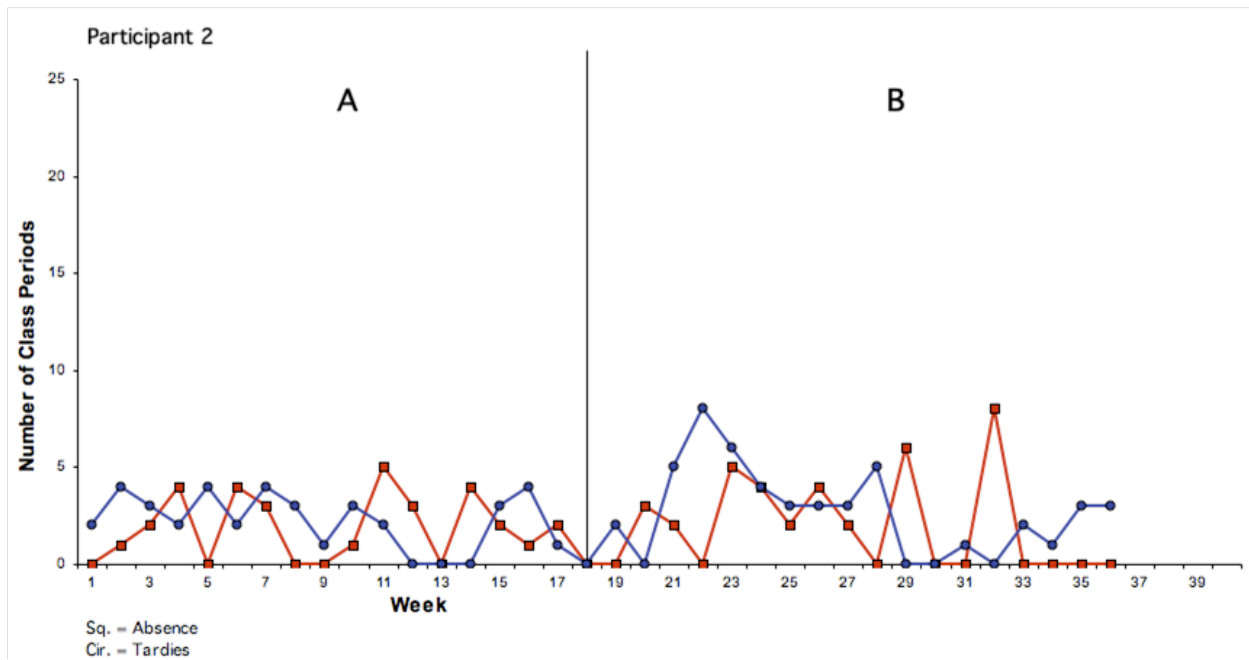 Participant 2
25
A
B
20
15
10
5
0
Number of Class Periods
1 3 5 7 9 11 13 15 17 19 21 23 25 27 29 31 33 35 37 39
Week
Sq. = Absence
Cir. = Tardies